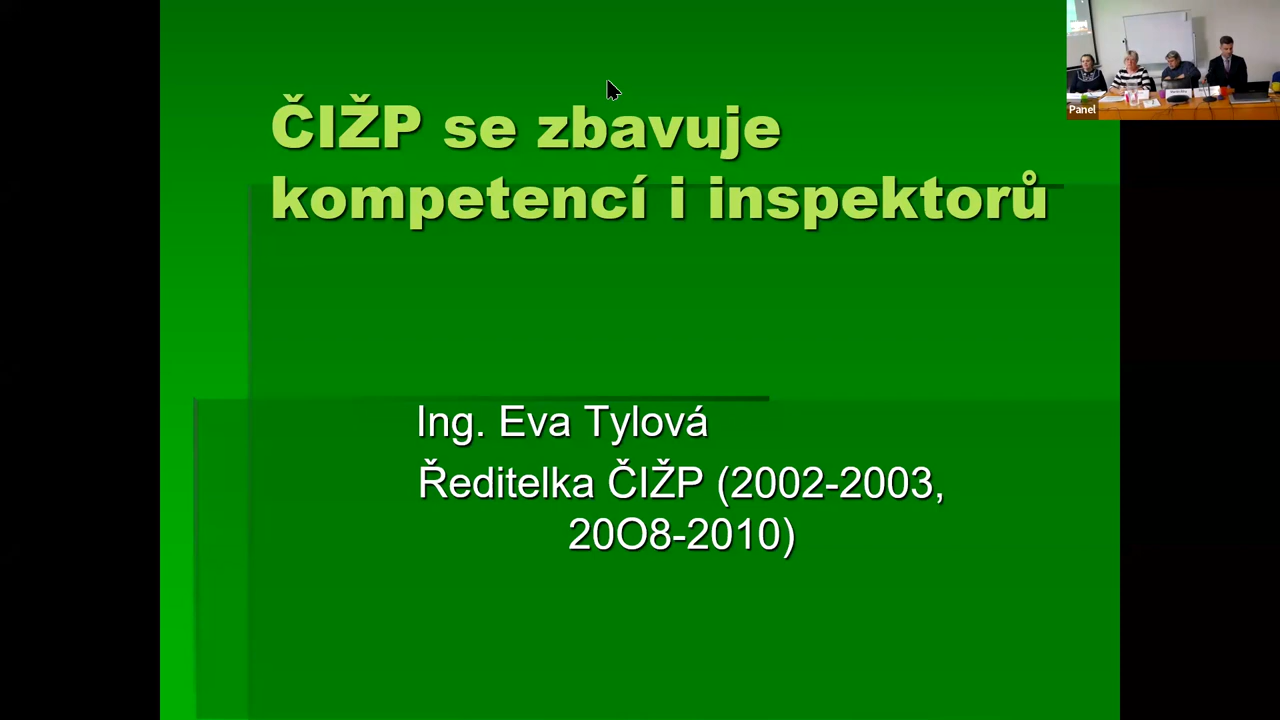 ČIŽP se zbavuje
kompetencí i inspektorů
Ing. Eva Tylová
Ředitelka ČIŽP (2002-2003,
20O8-2010)
Panel